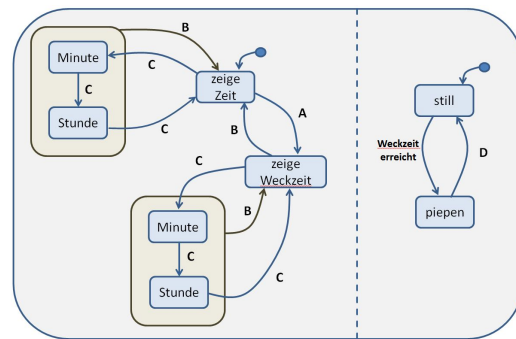 B
Minute
C
C
zeige
Zeit
Stunde
C
A
B
C
zeige
Weckzeit
Minute
B
C
C
Stunde
still
Weckzeit
erreicht
D
piepen